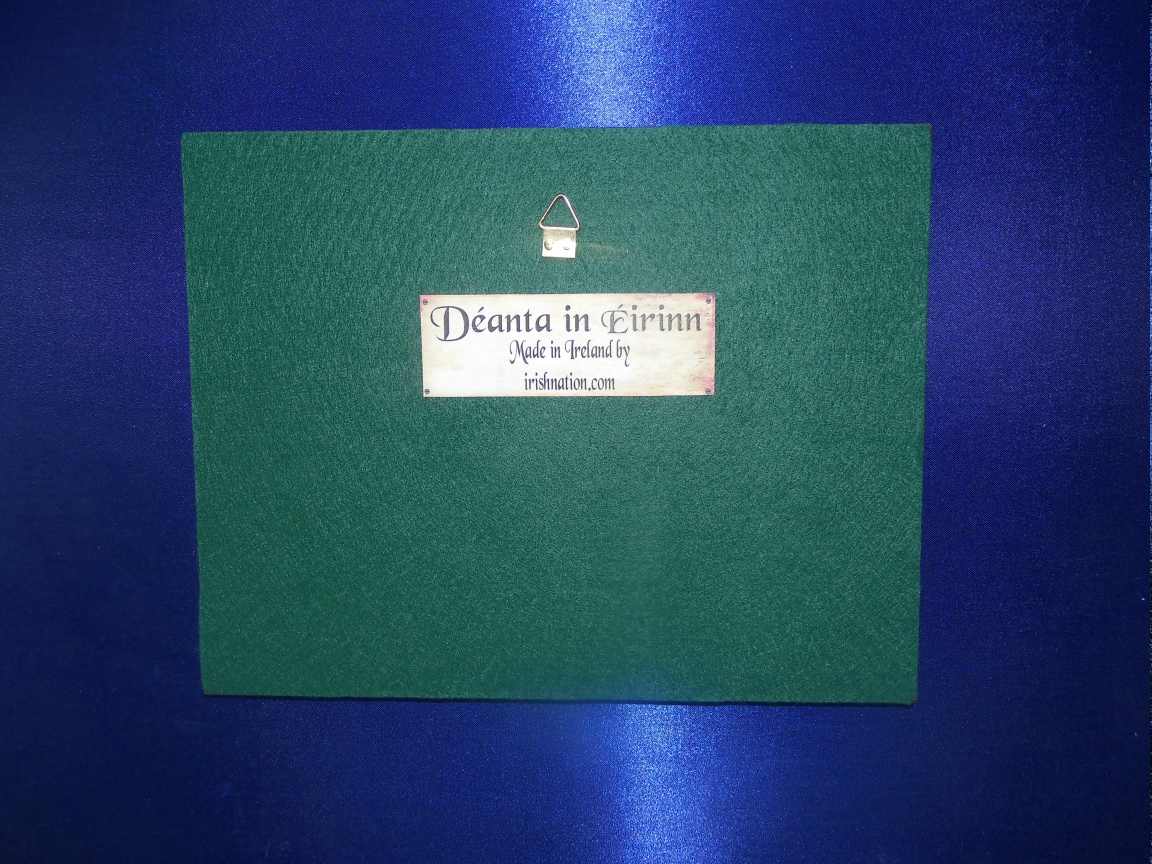 Déanta in Éirinn
Made in Ireland by
irishnation.com